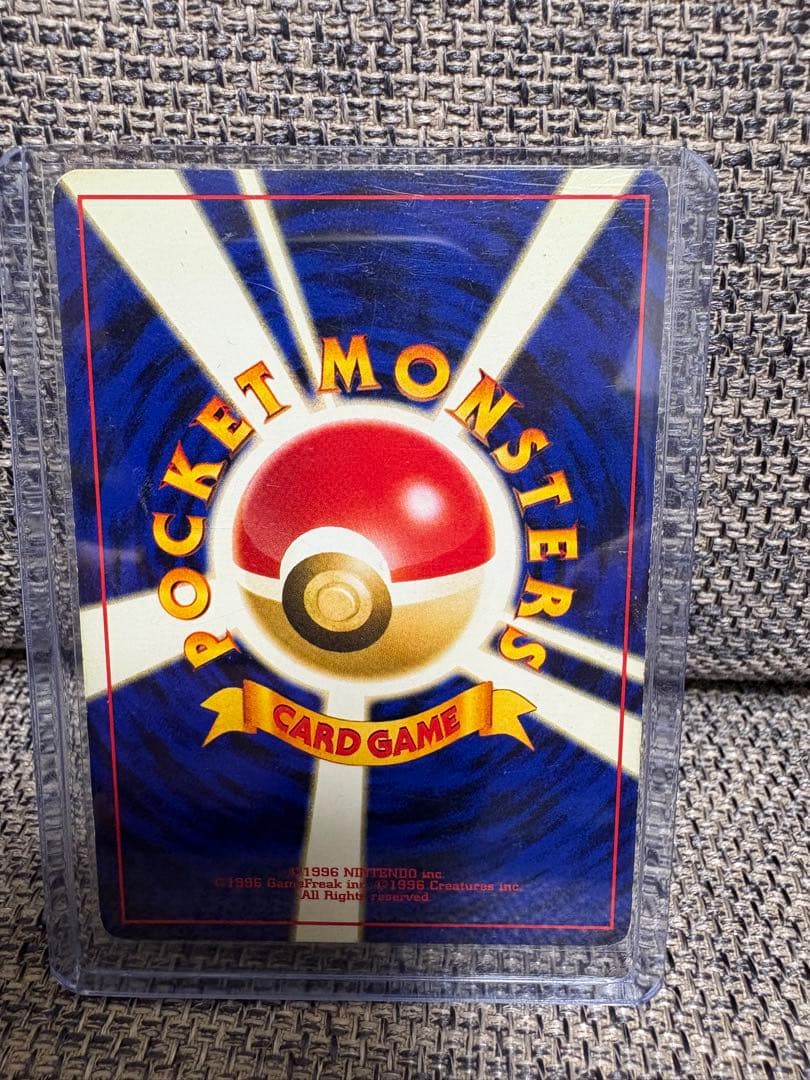 POCKET MONSTERS
CARD GAME
©1996 NINTENDO inc.
©1996 GameFreak inc. ©1996 Creatures inc.
All Rights reserved.